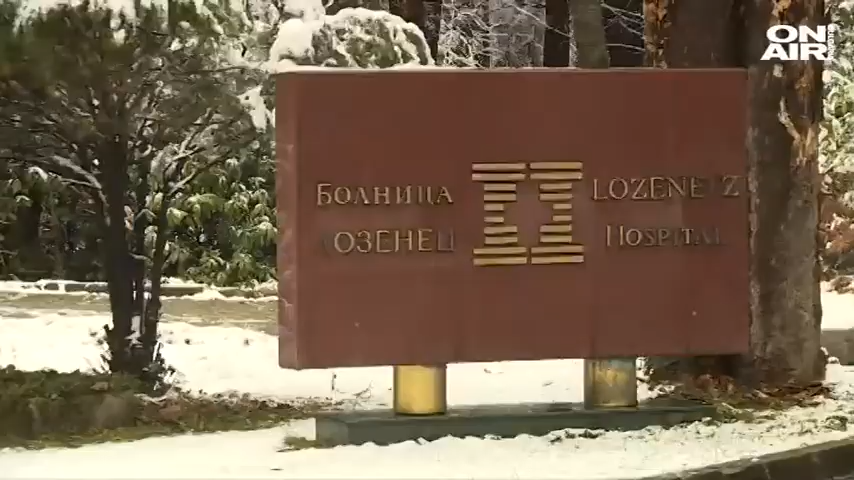 ON
AIR
Болница
Лозенец
Lozenetz
Hospital